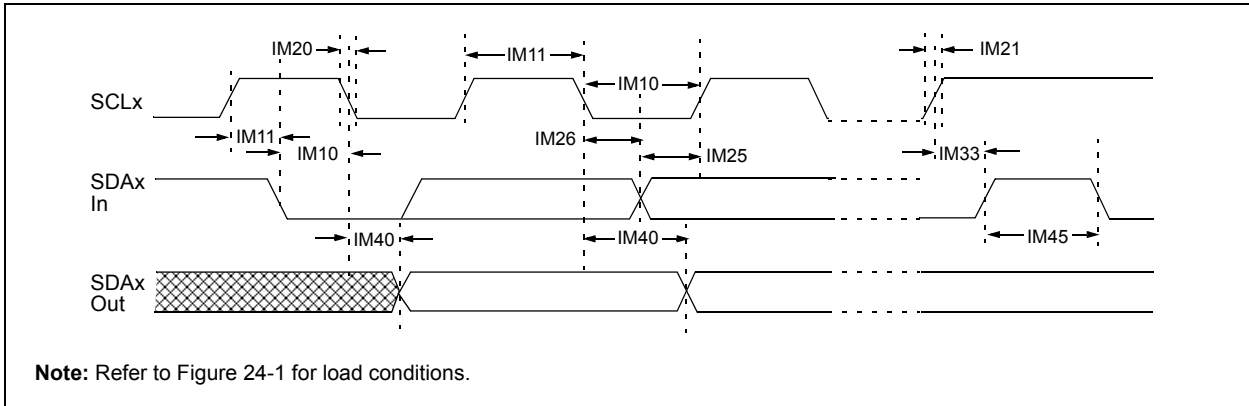 IM20
IM11
IM21
SCLx
IM10
IM11
IM26
IM10
IM25
IM33
SDAx
In
IM40
IM40
IM45
SDAx
Out
Note: Refer to Figure 24-1 for load conditions.